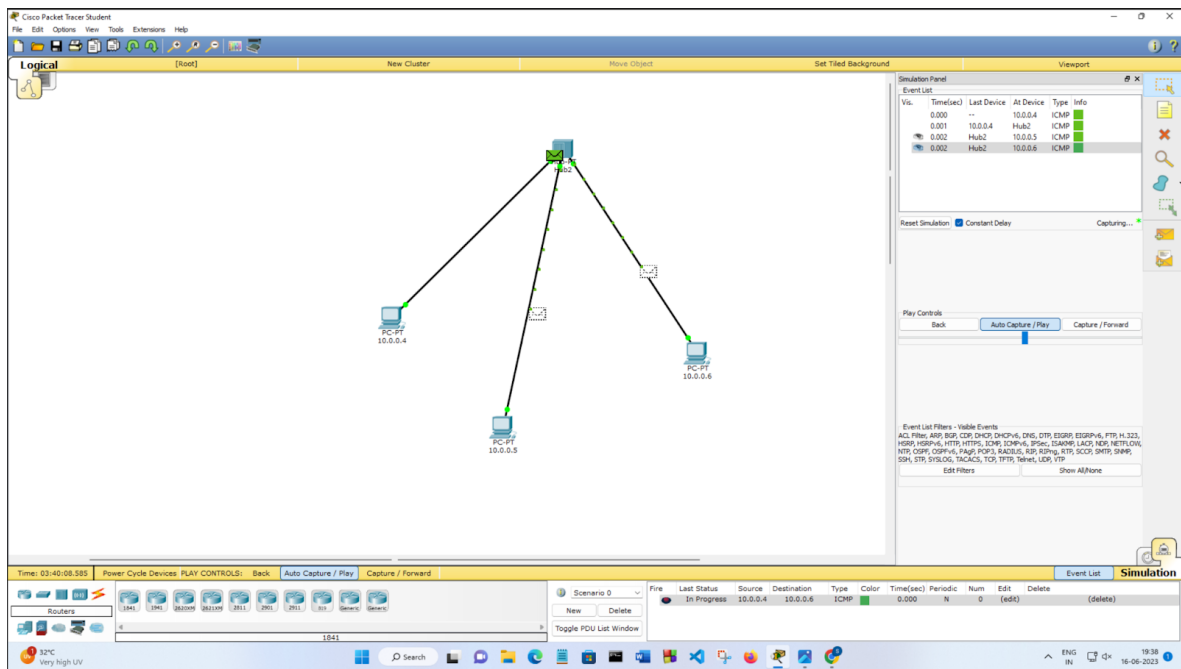 Cisco Packet Tracer Student
File Edit Options View Tools Extensions Help
Logical [Root] New Cluster Move Object Set Tiled Background Viewport
Simulation Panel
Event List
Vis. Time(sec) Last Device At Device Type Info
0.000 -- 10.0.0.4 ICMP
0.001 10.0.0.4 Hub2 ICMP
0.002 Hub2 10.0.0.5 ICMP
0.002 Hub2 10.0.0.6 ICMP
Reset Simulation Constant Delay Capturing...
Hub2
PC-PT
10.0.0.4
PC-PT
10.0.0.6
PC-PT
10.0.0.5
Play Controls
Back Auto Capture / Play Capture / Forward
Event List Filters - Visible Events
ACL Filter, ARP, BGP, CDP, DHCP, DHCPv6, DNS, DTP, EIGRP, EIGRPv6, FTP, H.323,
HSRP, HSRPv6, HTTP, HTTPS, ICMP, ICMPv6, IPSec, ISAKMP, LACP, NDP, NETFLOW,
NTP, OSPF, OSPFv6, PAgP, POP3, RADIUS, RIP, RIPng, RTP, SCCP, SMTP, SNMP,
SSH, STP, SYSLOG, TACACS, TCP, TFTP, Telnet, UDP, VTP
Edit Filters Show All/None
Time: 03:40:08.585 Power Cycle Devices PLAY CONTROLS: Back Auto Capture / Play Capture / Forward Event List Simulation
Routers
1841 1941 2620XM 2621XM 2811 2901 2911 819 Generic Generic
1841
Scenario 0
New Delete
Toggle PDU List Window
Fire Last Status Source Destination Type Color Time(sec) Periodic Num Edit Delete
In Progress 10.0.0.4 10.0.0.6 ICMP 0.000 N 0 (edit) (delete)
32°C
Very high UV
Search
ENG
IN
19:38
16-06-2023